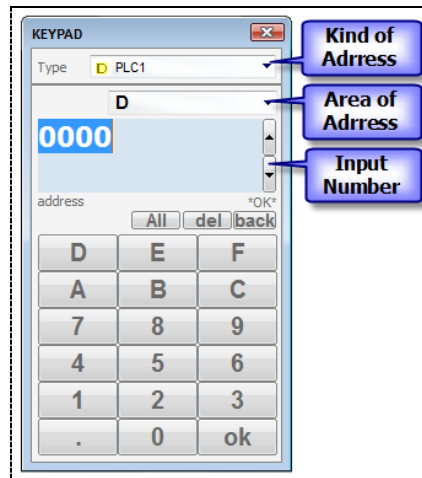 KEYPAD
Kind of
Adrress
Type D PLC1
D
Area of
Adrress
0000
Input
Number
address *OK*
All del back
D E F
A B C
7 8 9
4 5 6
1 2 3
. 0 ok